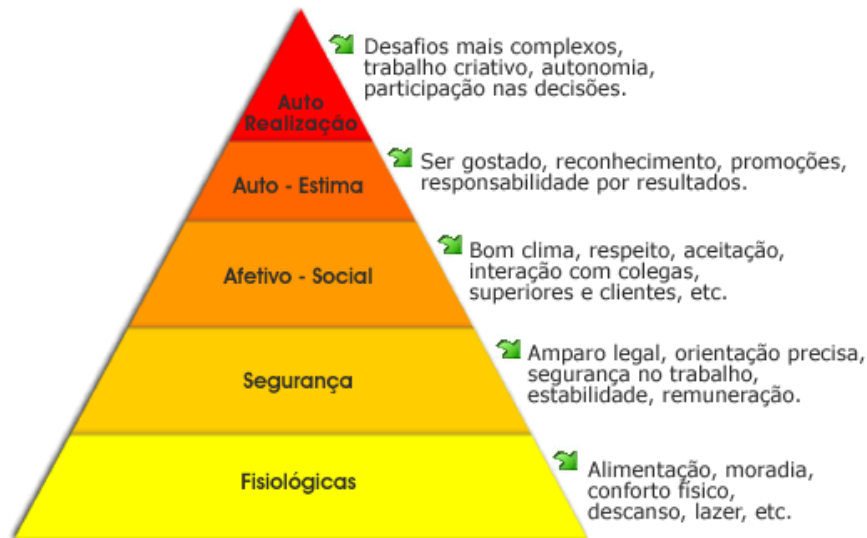 Desafios mais complexos,
trabalho criativo, autonomia,
participação nas decisões.
Auto
Realização
Ser gostado, reconhecimento, promoções,
responsabilidade por resultados.
Auto - Estima
Bom clima, respeito, aceitação,
interação com colegas,
superiores e clientes, etc.
Afetivo - Social
Amparo legal, orientação precisa,
segurança no trabalho,
estabilidade, remuneração.
Segurança
Alimentação, moradia,
conforto físico,
descanso, lazer, etc.
Fisiológicas